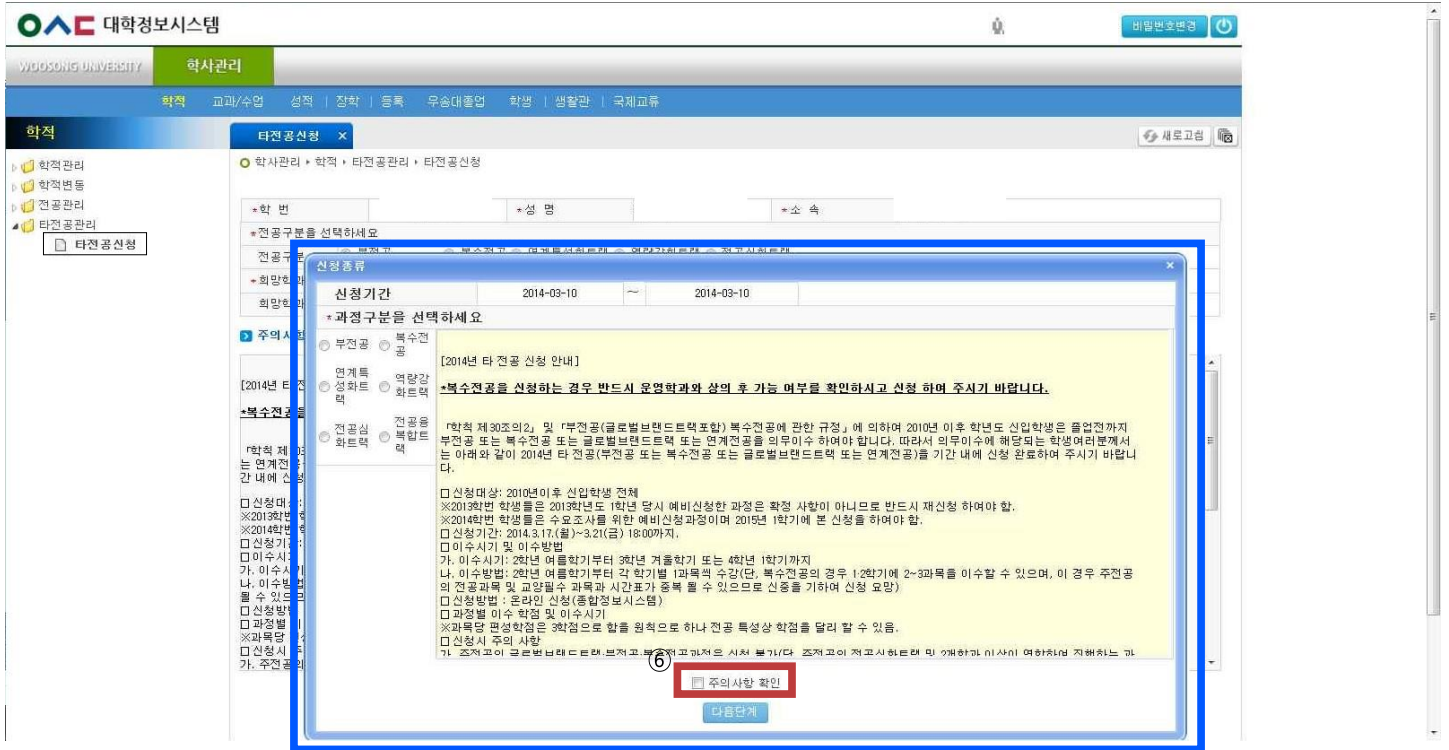 대학정보시스템
비밀번호변경
WOOSONG UNIVERSITY
학사관리
학적 교과/수업 성적 | 장학 | 등록 우송대졸업 학생 | 생활관 | 국제교류
학적
타전공신청 ×
새로고침
학사관리 ▸ 학적 ▸ 타전공관리 ▸ 타전공신청
학적관리
학적변동
전공관리
타전공관리
타전공신청
*학 번
*성 명
*소 속
*전공구분을 선택하세요
신청종류 ×
신청기간 2014-03-10 ~ 2014-03-10
*과정구분을 선택하세요
부전공 복수전공
연계특성화트랙 역량강화트랙
전공심화트랙 전공융복합트랙
[2014년 타 전공 신청 안내]
*복수전공을 신청하는 경우 반드시 운영학과와 상의 후 가능 여부를 확인하시고 신청 하여 주시기 바랍니다.
「학칙 제30조의2」 및 「부전공(글로벌브랜드트랙포함) 복수전공에 관한 규정」에 의하여 2010년 이후 학년도 신입학생은 졸업전까지
부전공 또는 복수전공 또는 글로벌브랜드트랙 또는 연계전공을 의무이수 하여야 합니다. 따라서 의무이수에 해당되는 학생여러분께서
는 아래와 같이 2014년 타 전공(부전공 또는 복수전공 또는 글로벌브랜드트랙 또는 연계전공)을 기간 내에 신청 완료하여 주시기 바랍니
다.
□ 신청대상: 2010년이후 신입학생 전체
※2013학번 학생들은 2013학년도 1학년 당시 예비신청한 과정은 확정 사항이 아니므로 반드시 재신청 하여야 함.
※2014학번 학생들은 수요조사를 위한 예비신청과정이며 2015년 1학기에 본 신청을 하여야 함.
□ 신청기간: 2014.3.17.(월)~3.21(금) 18:00까지.
□ 이수시기 및 이수방법
가. 이수시기: 2학년 여름학기부터 3학년 겨울학기 또는 4학년 1학기까지
나. 이수방법: 2학년 여름학기부터 각 학기별 1과목씩 수강(단, 복수전공의 경우 1·2학기에 2~3과목을 이수할 수 있으며, 이 경우 주전공
의 전공과목 및 교양필수 과목과 시간표가 중복 될 수 있으므로 신중을 기하여 신청 요망)
□ 신청방법 : 온라인 신청(종합정보시스템)
□ 과정별 이수 학점 및 이수시기
※과목당 편성학점은 3학점으로 함을 원칙으로 하나 전공 특성상 학점을 달리 할 수 있음.
□ 신청시 주의 사항
⑥
주의사항 확인
다음단계